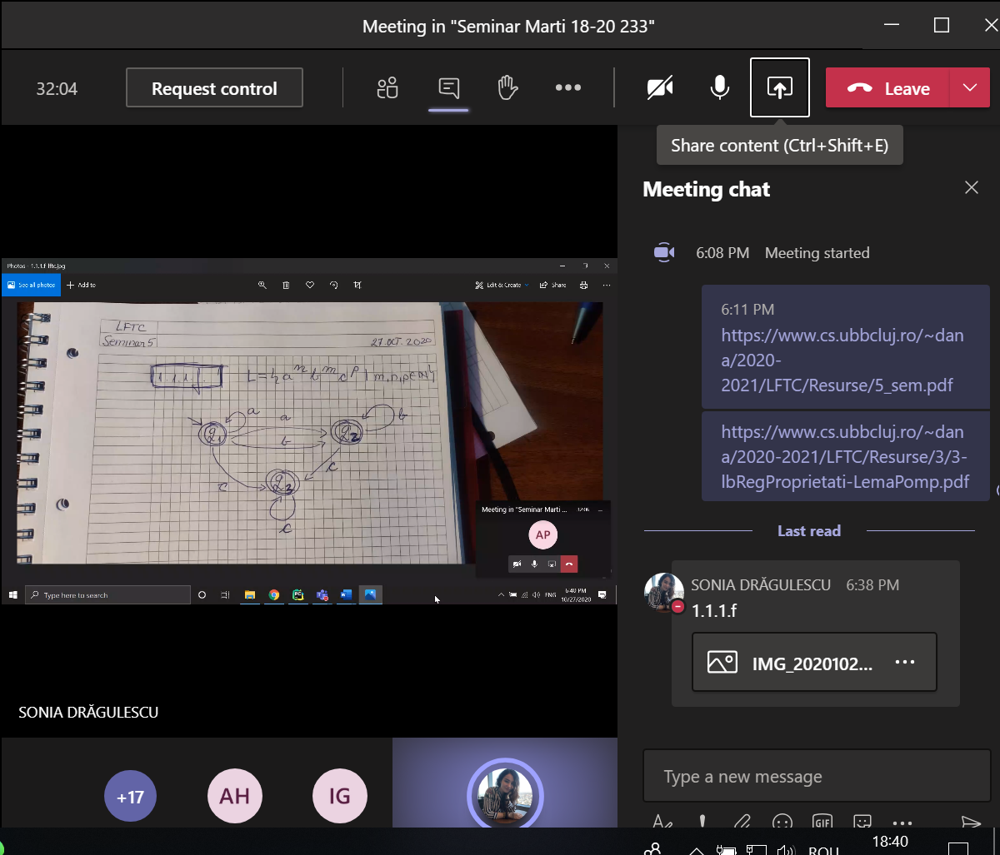 Meeting in "Seminar Marti 18-20 233"
32:04
Request control
Leave
Share content (Ctrl+Shift+E)
Meeting chat
6:08 PM Meeting started
6:11 PM
https://www.cs.ubbcluj.ro/~dan
a/2020-
2021/LFTC/Resurse/5_sem.pdf
https://www.cs.ubbcluj.ro/~dan
a/2020-2021/LFTC/Resurse/3/3-
lbRegProprietati-LemaPomp.pdf
Last read
SONIA DRĂGULESCU 6:38 PM
1.1.1.f
IMG_2020102...
Type a new message
GIF
Photos - 1.1.1.f lftc.jpg
See all photos
Add to
Edit & Create
Share
LFTC
Seminar 5
27.OCT.2020
1.1.1.f
L={a^n b^m c^p | m,n,p∈N}
a
a
b
q1
q2
b
c
c
q3
c
Meeting in "Seminar Marti ... 32:06
AP
Type here to search
ENG
6:40 PM
10/27/2020
SONIA DRĂGULESCU
+17
AH
IG
18:40
ROU